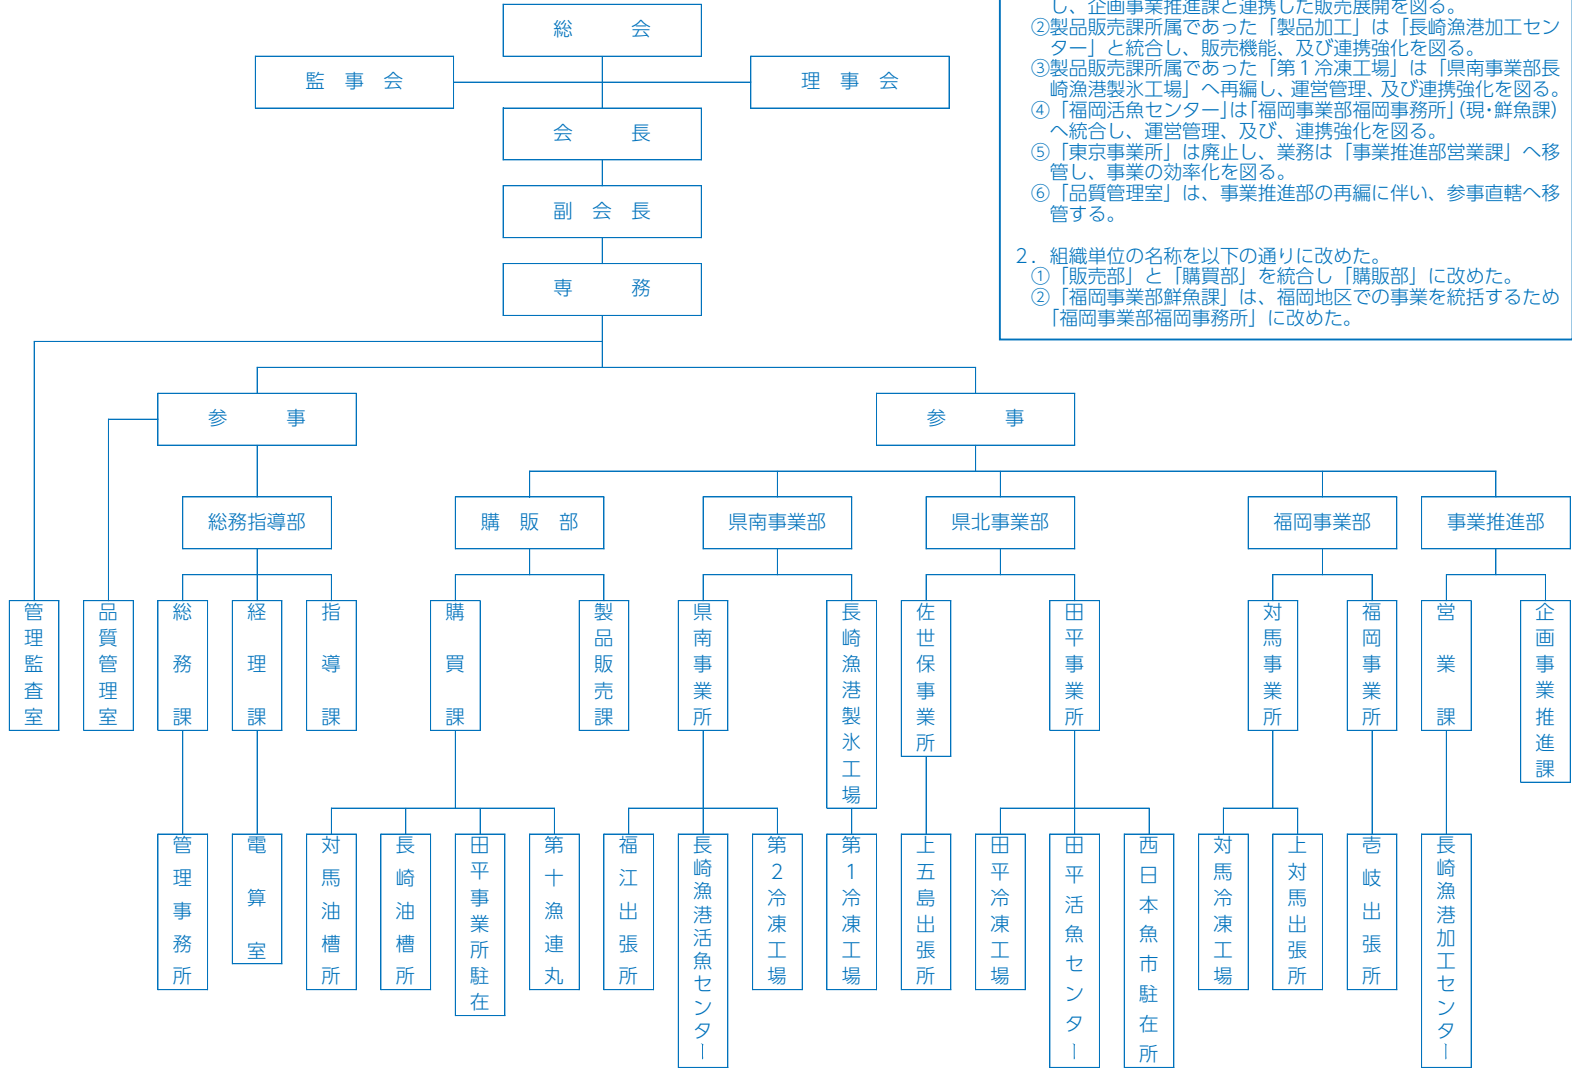 総会
監事会
理事会
会長
副会長
専務
し、企画事業推進課と連携した販売展開を図る。
②製品販売課所属であった「製品加工」は「長崎漁港加工セン
ター」と統合し、販売機能、及び連携強化を図る。
③製品販売課所属であった「第１冷凍工場」は「県南事業部長
崎漁港製氷工場」へ再編し、運営管理、及び連携強化を図る。
④「福岡活魚センター」は「福岡事業部福岡事務所」(現・鮮魚課)
へ統合し、運営管理、及び、連携強化を図る。
⑤「東京事業所」は廃止し、業務は「事業推進部営業課」へ移
管し、事業の効率化を図る。
⑥「品質管理室」は、事業推進部の再編に伴い、参事直轄へ移
管する。
２．組織単位の名称を以下の通りに改めた。
①「販売部」と「購買部」を統合し「購販部」に改めた。
②「福岡事業部鮮魚課」は、福岡地区での事業を統括するため
「福岡事業部福岡事務所」に改めた。
参事
参事
総務指導部
購販部
県南事業部
県北事業部
福岡事業部
事業推進部
管理監査室
品質管理室
総務課
経理課
指導課
購買課
製品販売課
県南事業所
長崎漁港製氷工場
佐世保事業所
田平事業所
対馬事業所
福岡事業所
営業課
企画事業推進課
管理事務所
電算室
対馬油槽所
長崎油槽所
田平事業所駐在
第十漁連丸
福江出張所
長崎漁港活魚センター
第２冷凍工場
第１冷凍工場
上五島出張所
田平冷凍工場
田平活魚センター
西日本魚市駐在所
対馬冷凍工場
上対馬出張所
壱岐出張所
長崎漁港加工センター